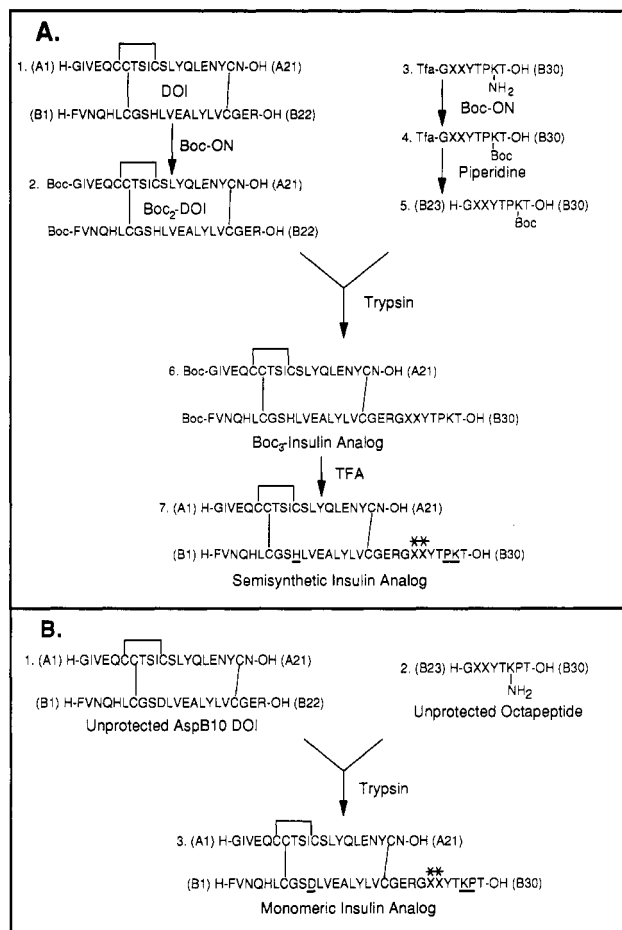 A.
1. (A1) H-GIVEQCCTSICSLYQLENYCN-OH (A21)
DOI
(B1) H-FVNQHLCGSHLVEALYLVCGER-OH (B22)
Boc-ON
2. Boc-GIVEQCCTSICSLYQLENYCN-OH (A21)
Boc2-DOI
Boc-FVNQHLCGSHLVEALYLVCGER-OH (B22)
3. Tfa-GXXYTPKT-OH (B30)
NH2
Boc-ON
4. Tfa-GXXYTPKT-OH (B30)
Boc
Piperidine
5. (B23) H-GXXYTPKT-OH (B30)
Boc
Trypsin
6. Boc-GIVEQCCTSICSLYQLENYCN-OH (A21)
Boc-FVNQHLCGSHLVEALYLVCGERGXXYTPKT-OH (B30)
Boc3-Insulin Analog
TFA
7. (A1) H-GIVEQCCTSICSLYQLENYCN-OH (A21)
**
(B1) H-FVNQHLCGSHLVEALYLVCGERGXXYTPKT-OH (B30)
Semisynthetic Insulin Analog
B.
1. (A1) H-GIVEQCCTSICSLYQLENYCN-OH (A21)
(B1) H-FVNQHLCGSDLVEALYLVCGER-OH (B22)
Unprotected AspB10 DOI
2. (B23) H-GXXYTKPT-OH (B30)
NH2
Unprotected Octapeptide
Trypsin
3. (A1) H-GIVEQCCTSICSLYQLENYCN-OH (A21)
**
(B1) H-FVNQHLCGSDLVEALYLVCGERGXXYTKPT-OH (B30)
Monomeric Insulin Analog